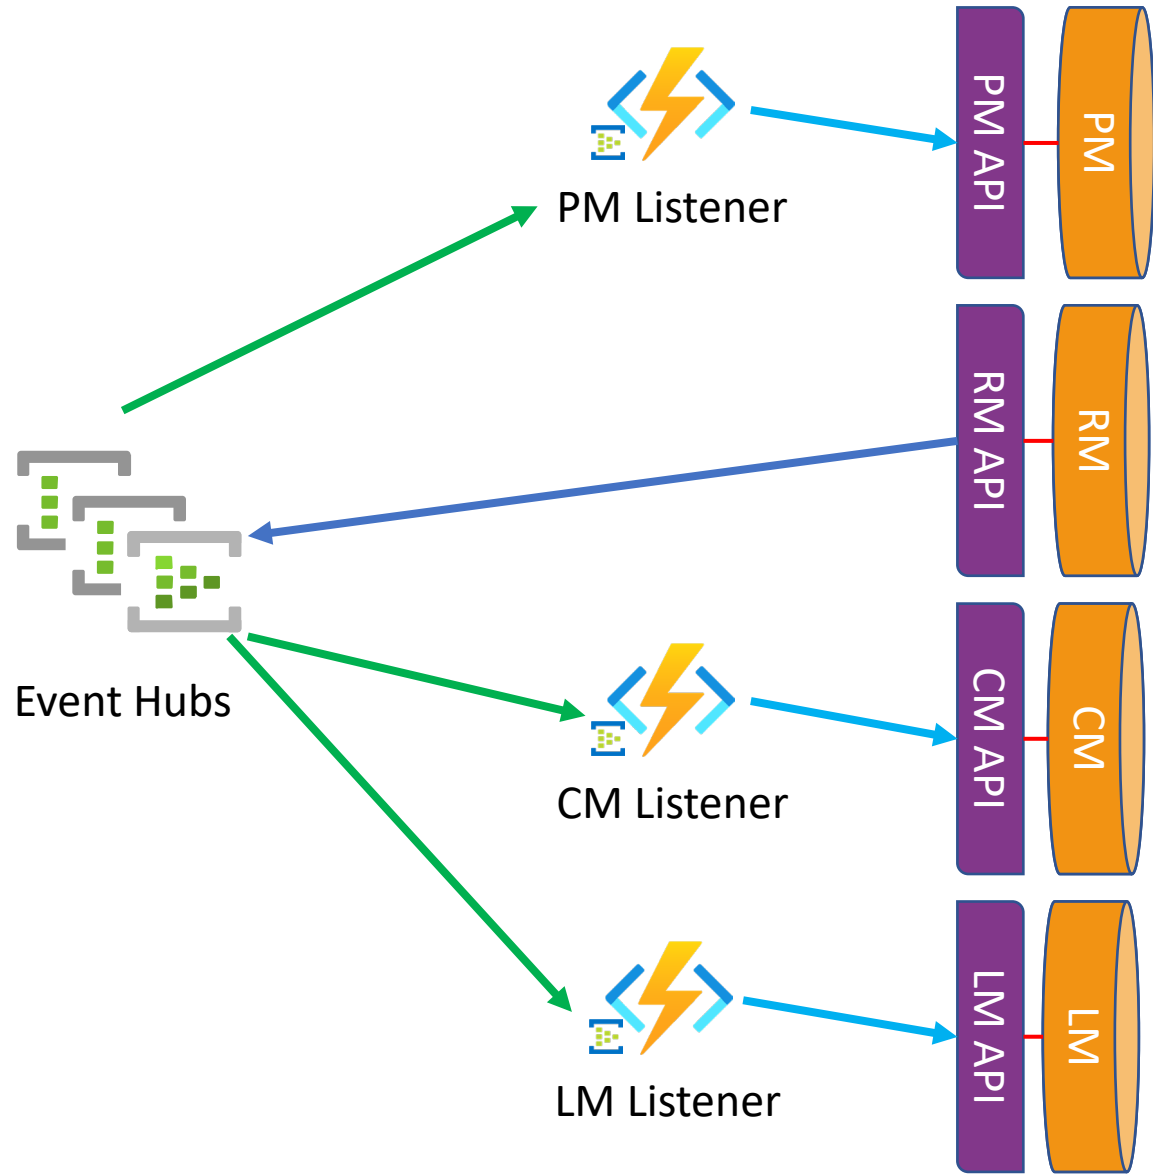 PM Listener
PM API
PM
RM API
RM
Event Hubs
CM Listener
CM API
CM
LM Listener
LM API
LM